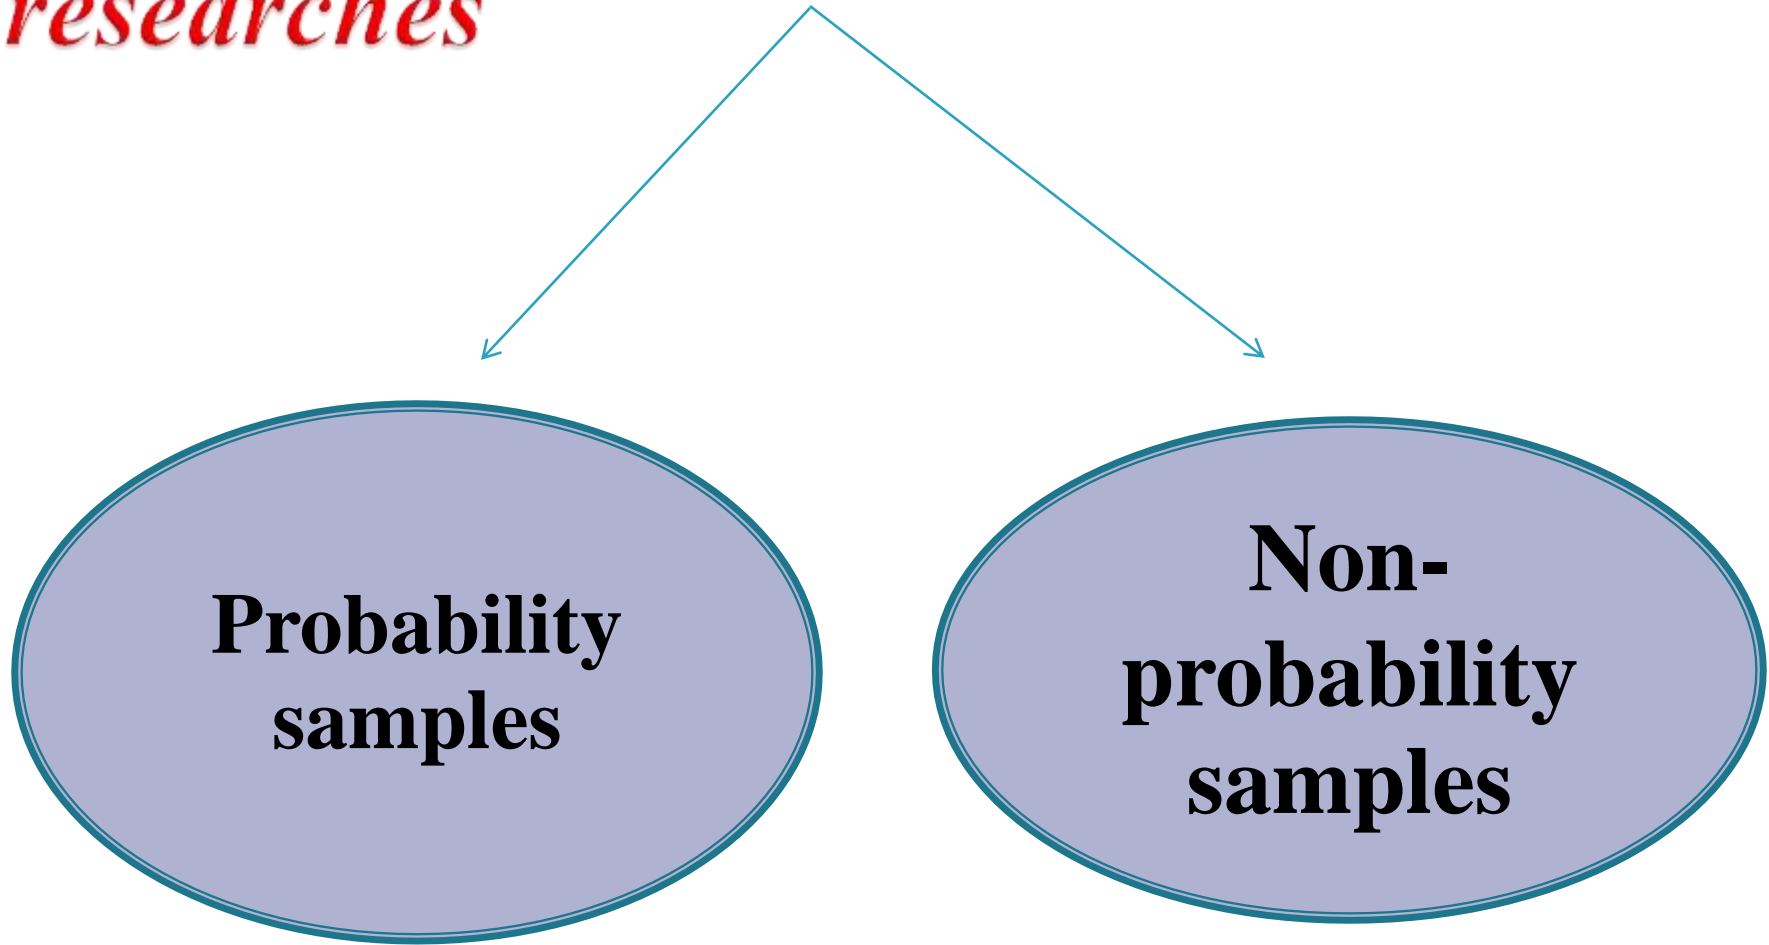 researches
Probability
samples
Non-
probability
samples